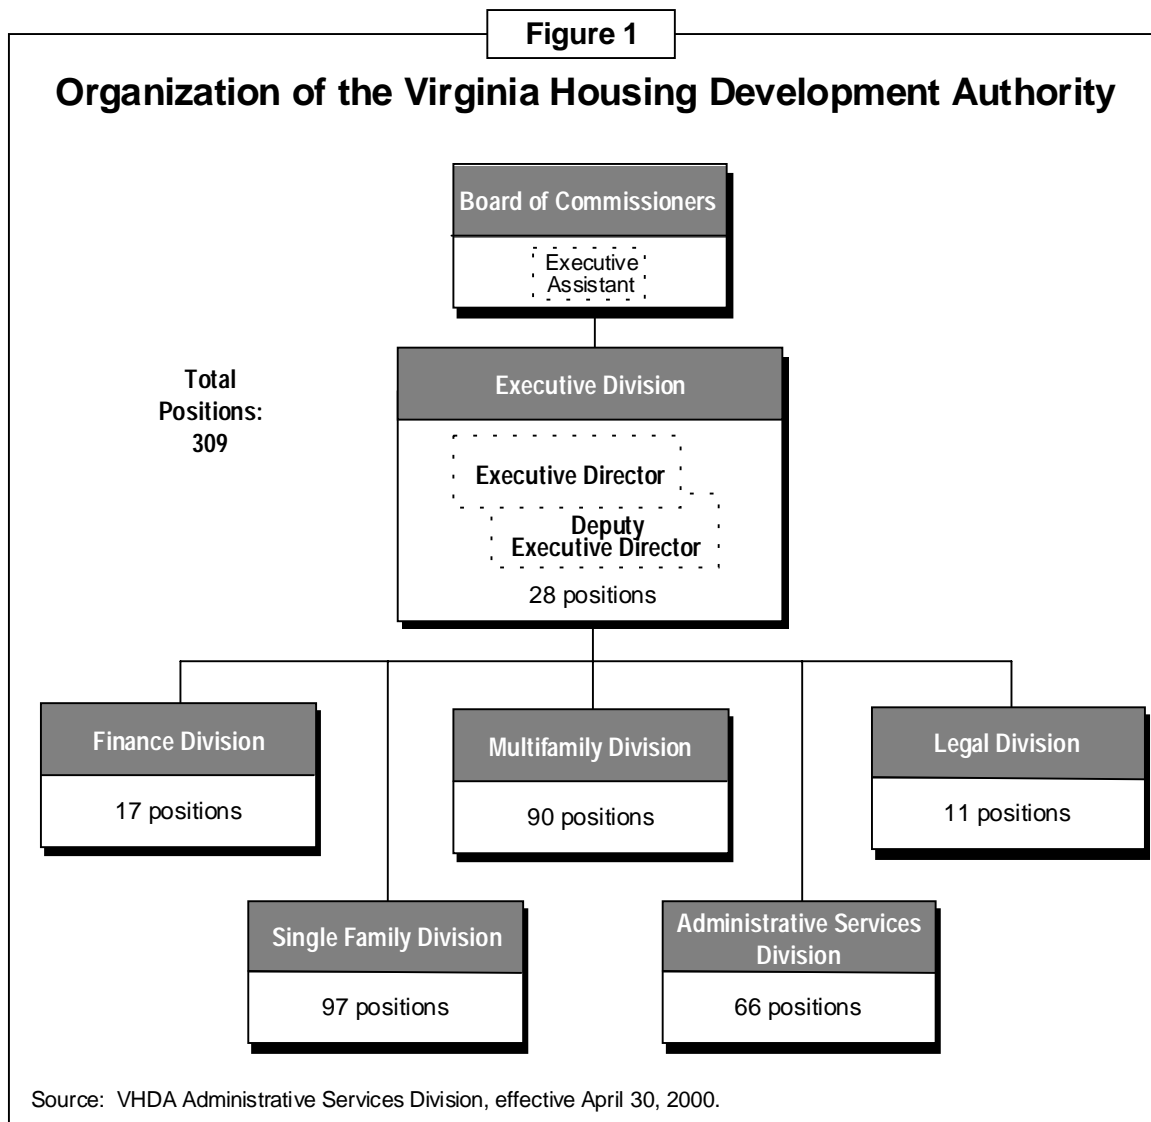 Figure 1
Organization of the Virginia Housing Development Authority
Board of Commissioners
Executive
Assistant
Total
Positions:
309
Executive Division
Executive Director
Deputy
Executive Director
28 positions
Finance Division
17 positions
Multifamily Division
90 positions
Legal Division
11 positions
Single Family Division
97 positions
Administrative Services
Division
66 positions
Source:  VHDA Administrative Services Division, effective April 30, 2000.